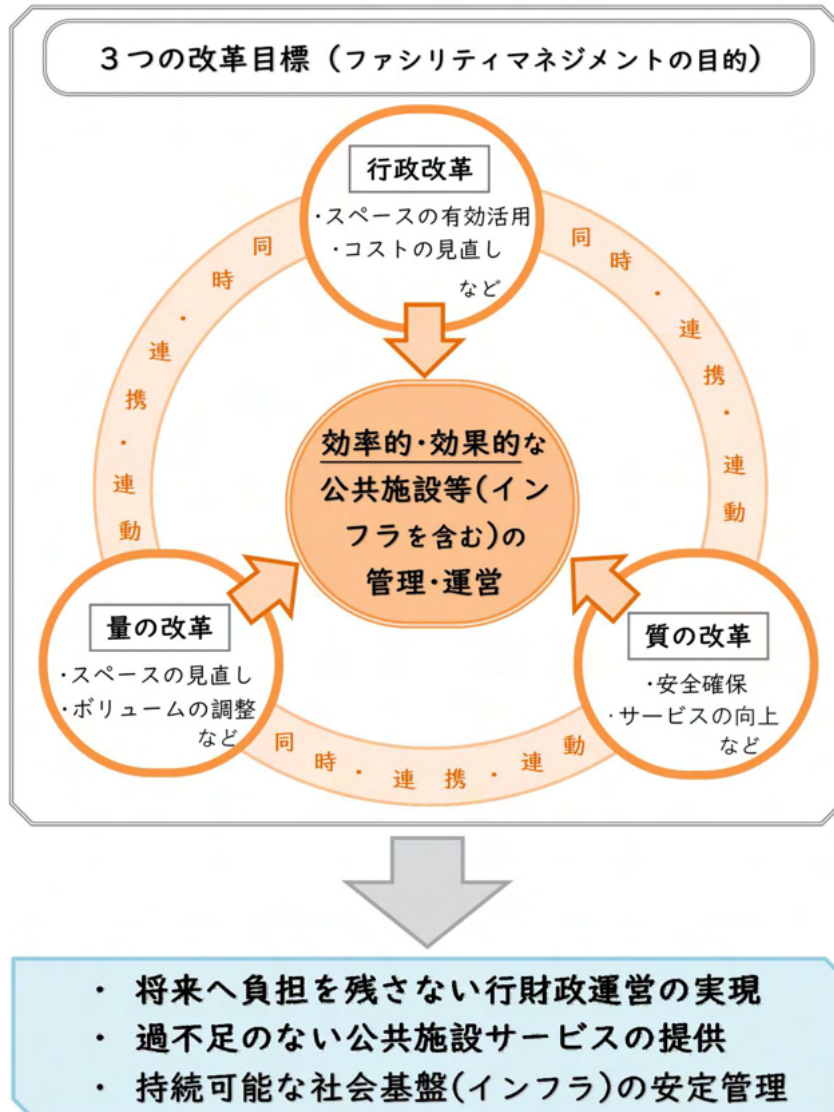 3つの改革目標(ファシリティマネジメントの目的)
行政改革
・スペースの有効活用
・コストの見直し
など
同時・連携・連動
同時・連携・連動
効率的・効果的な
公共施設等(イン
フラを含む)の
管理・運営
量の改革
・スペースの見直し
・ボリュームの調整
など
質の改革
・安全確保
・サービスの向上
など
同時・連携・連動
・ 将来へ負担を残さない行財政運営の実現
・ 過不足のない公共施設サービスの提供
・ 持続可能な社会基盤(インフラ)の安定管理